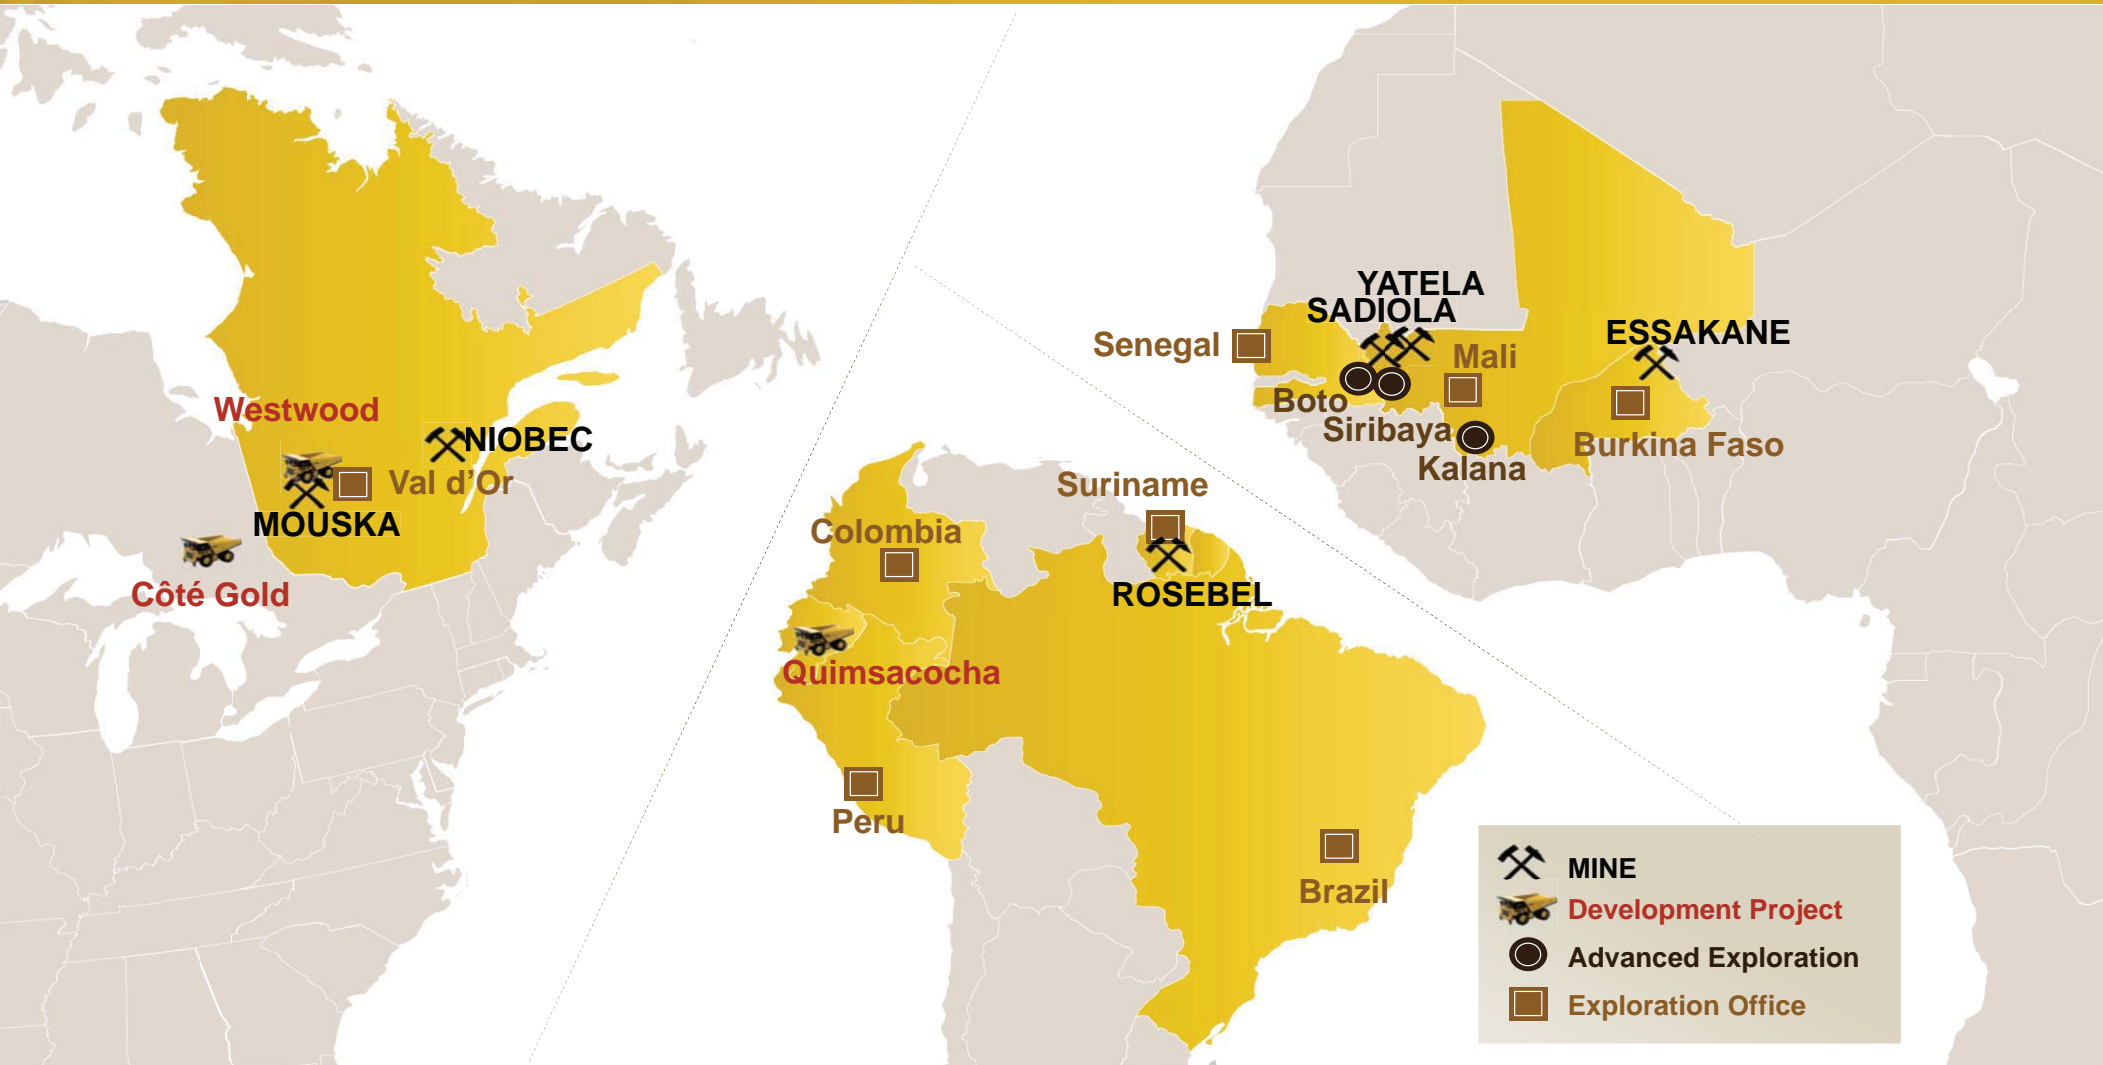 Westwood
NIOBEC
Val d’Or
MOUSKA
Côté Gold
YATELA
SADIOLA
ESSAKANE
Senegal
Mali
Boto
Siribaya
Burkina Faso
Kalana
Suriname
Colombia
ROSEBEL
Quimsacocha
Peru
Brazil
MINE
Development Project
Advanced Exploration
Exploration Office